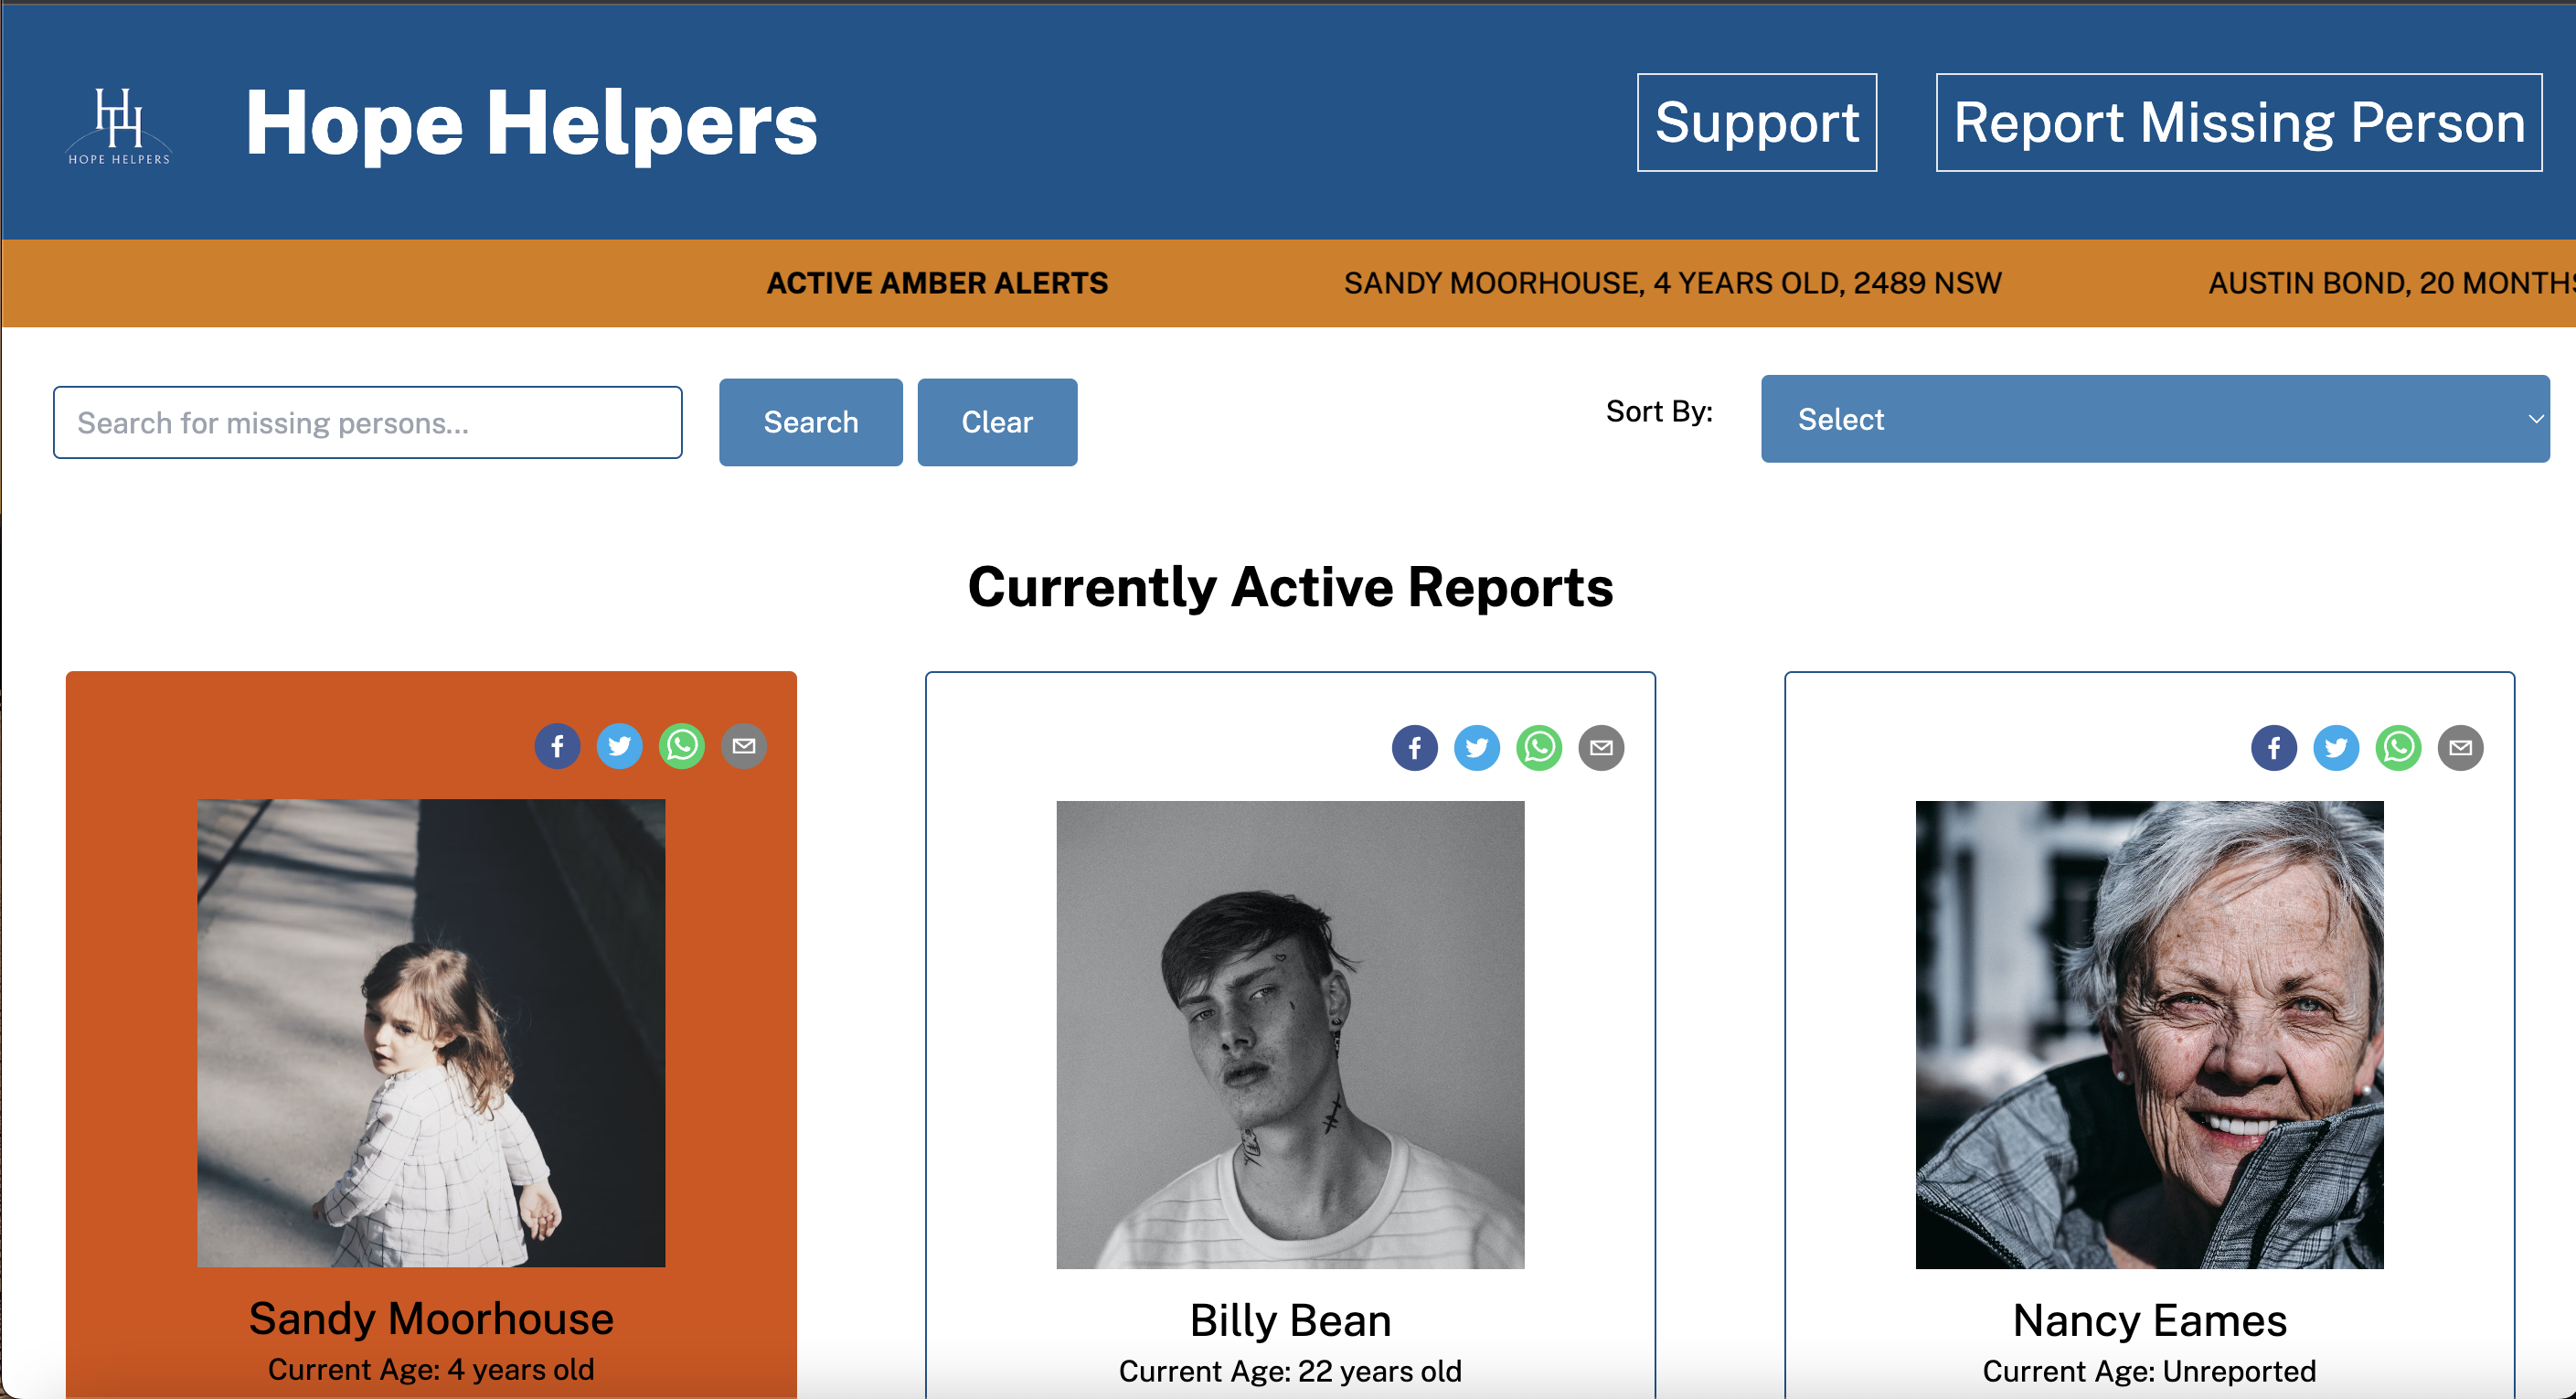 HH
HOPE HELPERS
Hope Helpers
Support
Report Missing Person
ACTIVE AMBER ALERTS
SANDY MOORHOUSE, 4 YEARS OLD, 2489 NSW
AUSTIN BOND, 20 MONTHS
Search for missing persons...
Search
Clear
Sort By:
Select
Currently Active Reports
Sandy Moorhouse
Current Age: 4 years old
Billy Bean
Current Age: 22 years old
Nancy Eames
Current Age: Unreported